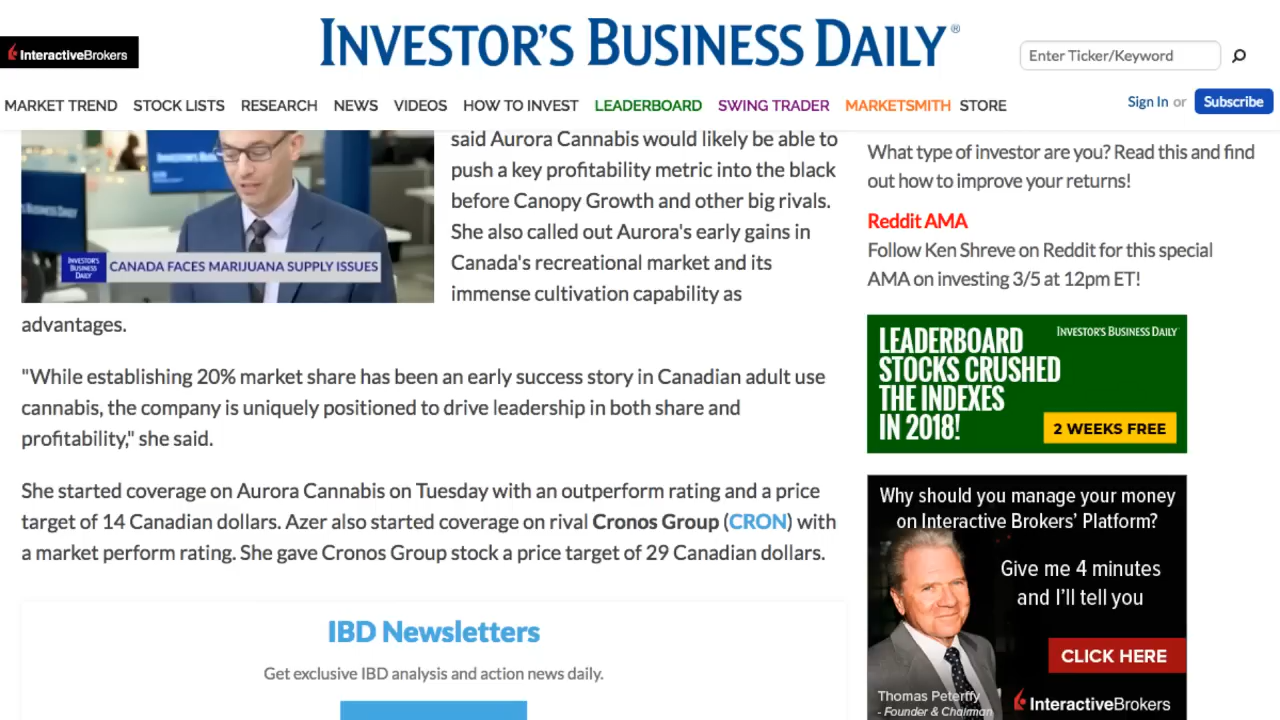 InteractiveBrokers
INVESTOR'S BUSINESS DAILY®
Enter Ticker/Keyword
MARKET TREND STOCK LISTS RESEARCH NEWS VIDEOS HOW TO INVEST LEADERBOARD SWING TRADER MARKETSMITH STORE
Sign In or Subscribe
INVESTOR'S
BUSINESS
DAILY
CANADA FACES MARIJUANA SUPPLY ISSUES
said Aurora Cannabis would likely be able to
push a key profitability metric into the black
before Canopy Growth and other big rivals.
She also called out Aurora's early gains in
Canada's recreational market and its
immense cultivation capability as
advantages.
"While establishing 20% market share has been an early success story in Canadian adult use
cannabis, the company is uniquely positioned to drive leadership in both share and
profitability," she said.
She started coverage on Aurora Cannabis on Tuesday with an outperform rating and a price
target of 14 Canadian dollars. Azer also started coverage on rival Cronos Group (CRON) with
a market perform rating. She gave Cronos Group stock a price target of 29 Canadian dollars.
IBD Newsletters
Get exclusive IBD analysis and action news daily.
What type of investor are you? Read this and find
out how to improve your returns!
Reddit AMA
Follow Ken Shreve on Reddit for this special
AMA on investing 3/5 at 12pm ET!
LEADERBOARD
STOCKS CRUSHED
THE INDEXES
IN 2018!
INVESTOR'S BUSINESS DAILY
2 WEEKS FREE
Why should you manage your money
on Interactive Brokers' Platform?
Give me 4 minutes
and I'll tell you
CLICK HERE
Thomas Peterffy
- Founder & Chairman
InteractiveBrokers